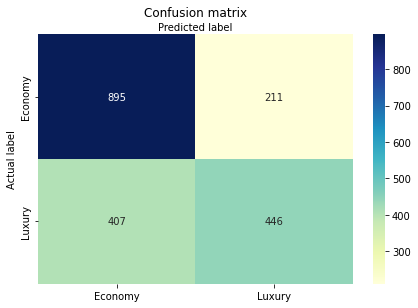 Confusion matrix
Predicted label
Actual label
Economy
895
211
Luxury
407
446
Economy
Luxury
800
700
600
500
400
300